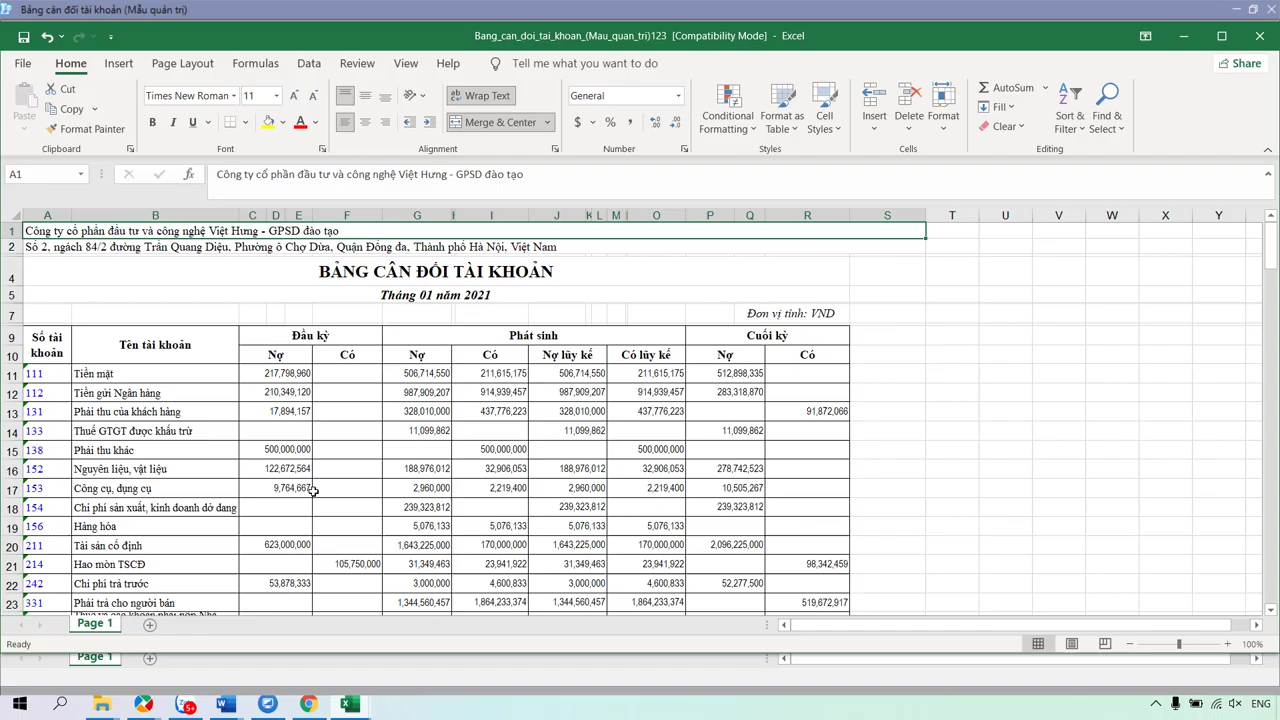 Bảng cân đối tài khoản (Mẫu quản trị)
Bang_can_doi_tai_khoan_(Mau_quan_tri)123 [Compatibility Mode] - Excel
File Home Insert Page Layout Formulas Data Review View Help Tell me what you want to do Share
Cut
Copy
Format Painter
Paste
Clipboard
Times New Roman 11
B I U
Font
Wrap Text
Merge & Center
Alignment
General
$ % ,
Number
Conditional Formatting
Format as Table
Cell Styles
Styles
Insert Delete Format
Cells
AutoSum
Fill
Clear
Sort & Filter
Find & Select
Editing
A1 fx Công ty cổ phần đầu tư và công nghệ Việt Hưng - GPSD đào tạo
A B C D E F G H I J K L M O P Q R S T U V W X Y
1 Công ty cổ phần đầu tư và công nghệ Việt Hưng - GPSD đào tạo
2 Số 2, ngách 84/2 đường Trần Quang Diệu, Phường ô Chợ Dừa, Quận Đống đa, Thành phố Hà Nội, Việt Nam
4 BẢNG CÂN ĐỐI TÀI KHOẢN
5 Tháng 01 năm 2021
7 Đơn vị tính: VND
9 Số tài khoản Tên tài khoản Đầu kỳ Phát sinh Cuối kỳ
10 Nợ Có Nợ Có Nợ lũy kế Có lũy kế Nợ Có
11 111 Tiền mặt 217,798,960 506,714,550 211,615,175 506,714,550 211,615,175 512,898,335
12 112 Tiền gửi Ngân hàng 210,349,120 987,909,207 914,939,457 987,909,207 914,939,457 283,318,870
13 131 Phải thu của khách hàng 17,894,157 328,010,000 437,776,223 328,010,000 437,776,223 91,872,066
14 133 Thuế GTGT được khấu trừ 11,099,862 11,099,862 11,099,862
15 138 Phải thu khác 500,000,000 500,000,000 500,000,000
16 152 Nguyên liệu, vật liệu 122,672,564 188,976,012 32,906,053 188,976,012 32,906,053 278,742,523
17 153 Công cụ, dụng cụ 9,764,667 2,960,000 2,219,400 2,960,000 2,219,400 10,505,267
18 154 Chi phí sản xuất, kinh doanh dở dang 239,323,812 239,323,812 239,323,812
19 156 Hàng hóa 5,076,133 5,076,133 5,076,133 5,076,133
20 211 Tài sản cố định 623,000,000 1,643,225,000 170,000,000 1,643,225,000 170,000,000 2,096,225,000
21 214 Hao mòn TSCĐ 105,750,000 31,349,463 23,941,922 31,349,463 23,941,922 98,342,459
22 242 Chi phí trả trước 53,878,333 3,000,000 4,600,833 3,000,000 4,600,833 52,277,500
23 331 Phải trả cho người bán 1,344,560,457 1,864,233,374 1,344,560,457 1,864,233,374 519,672,917
Page 1
Ready 100%
Page 1
5+ ENG